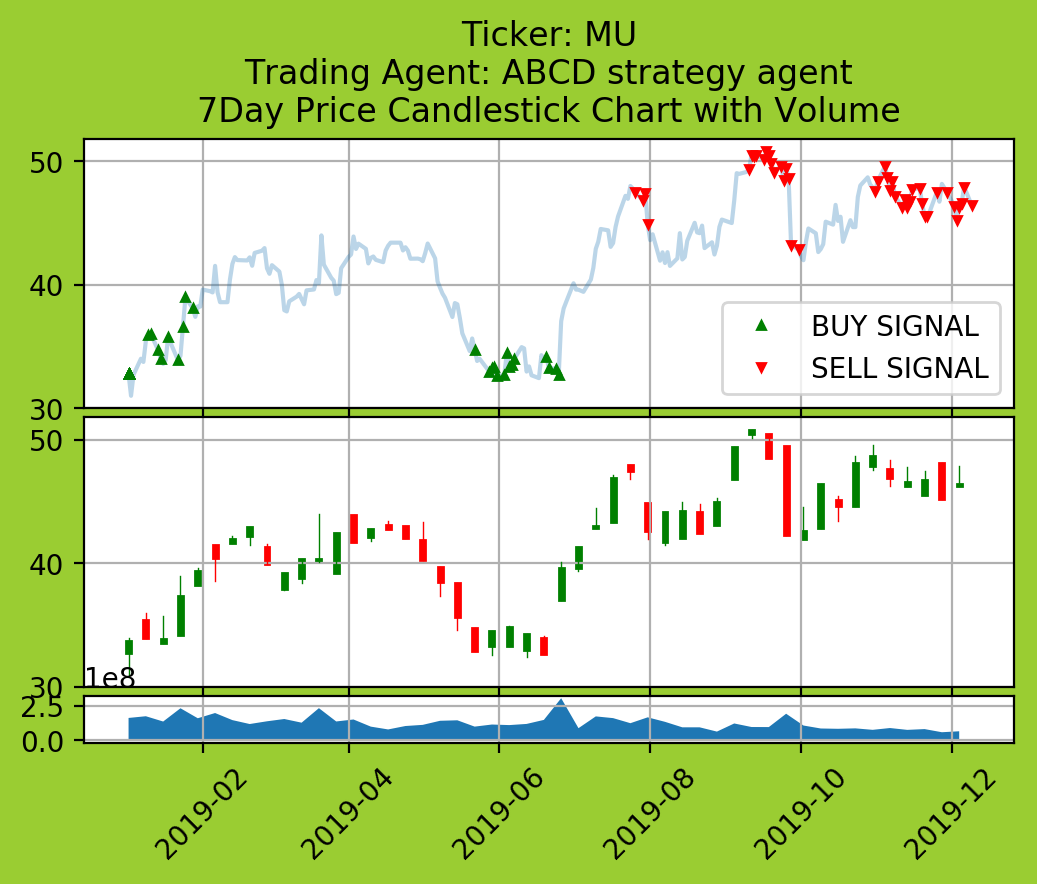 Ticker: MU
Trading Agent: ABCD strategy agent
7Day Price Candlestick Chart with Volume
50
40
30
BUY SIGNAL
SELL SIGNAL
50
40
30
1e8
2.5
0.0
2019-02
2019-04
2019-06
2019-08
2019-10
2019-12